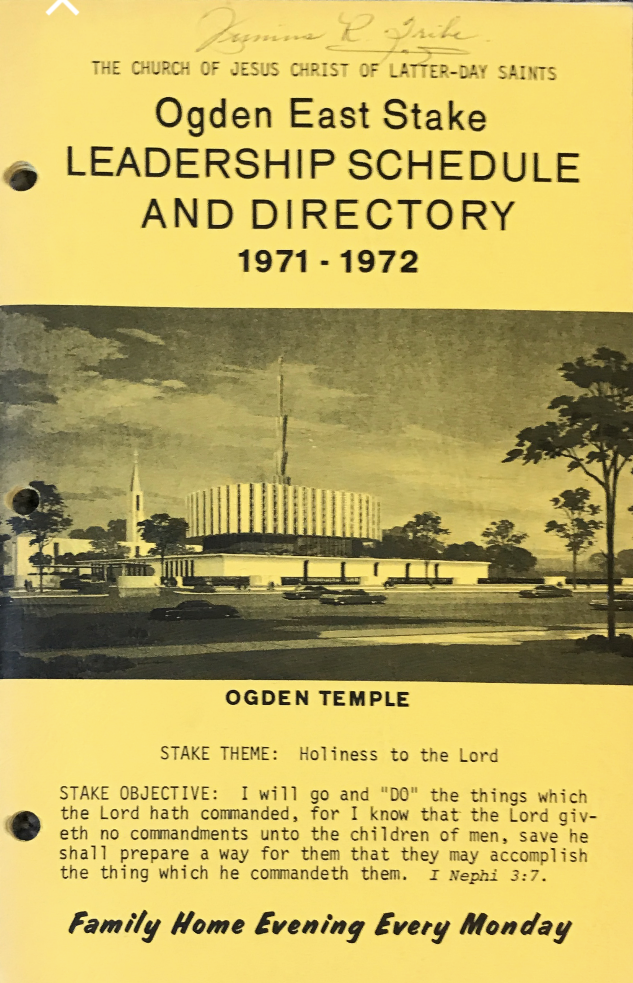 Junius R. Tribe.
THE CHURCH OF JESUS CHRIST OF LATTER-DAY SAINTS
Ogden East Stake
LEADERSHIP SCHEDULE
AND DIRECTORY
1971 - 1972
OGDEN TEMPLE
STAKE THEME: Holiness to the Lord
STAKE OBJECTIVE: I will go and "DO" the things which
the Lord hath commanded, for I know that the Lord giv-
eth no commandments unto the children of men, save he
shall prepare a way for them that they may accomplish
the thing which he commandeth them. I Nephi 3:7.
Family Home Evening Every Monday